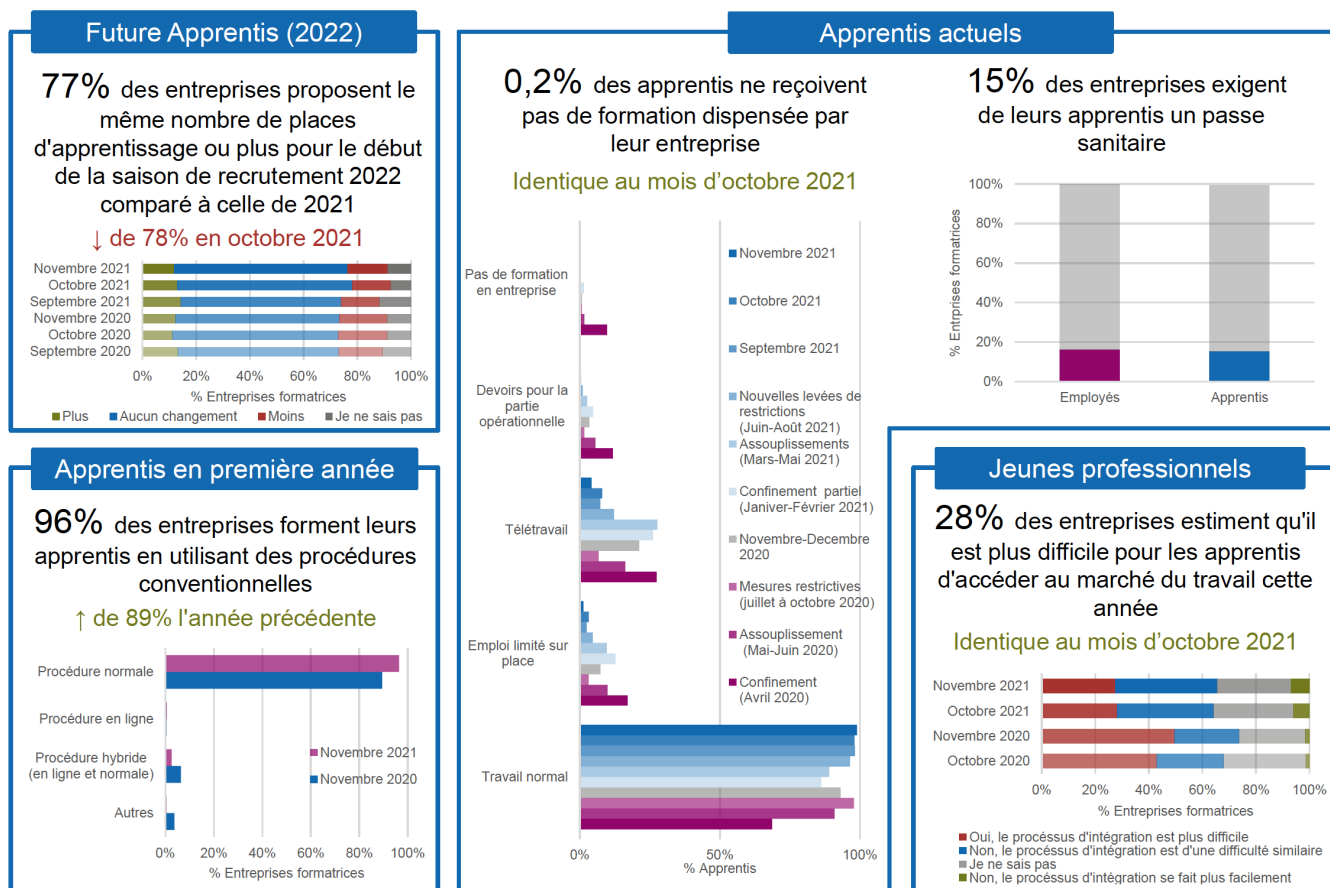 Future Apprentis (2022)
77% des entreprises proposent le
même nombre de places
d'apprentissage ou plus pour le début
de la saison de recrutement 2022
comparé à celle de 2021
↓ de 78% en octobre 2021
Novembre 2021
Octobre 2021
Septembre 2021
Novembre 2020
Octobre 2020
Septembre 2020
0% 20% 40% 60% 80% 100%
% Entreprises formatrices
Plus Aucun changement Moins Je ne sais pas
Apprentis en première année
96% des entreprises forment leurs
apprentis en utilisant des procédures
conventionnelles
↑ de 89% l'année précédente
Procédure normale
Procédure en ligne
Procédure hybride
(en ligne et normale)
Autres
Novembre 2021
Novembre 2020
0% 20% 40% 60% 80% 100%
% Entreprises formatrices
Apprentis actuels
0,2% des apprentis ne reçoivent
pas de formation dispensée par
leur entreprise
Identique au mois d'octobre 2021
Pas de formation
en entreprise
Devoirs pour la
partie
opérationnelle
Télétravail
Emploi limité sur
place
Travail normal
Novembre 2021
Octobre 2021
Septembre 2021
Nouvelles levées de
restrictions
(Juin-Août 2021)
Assouplissements
(Mars-Mai 2021)
Confinement partiel
(Janiver-Février 2021)
Novembre-Decembre
2020
Mesures restrictives
(juillet à octobre 2020)
Assouplissement
(Mai-Juin 2020)
Confinement
(Avril 2020)
0% 50% 100%
% Apprentis
15% des entreprises exigent
de leurs apprentis un passe
sanitaire
100%
80%
60%
40%
20%
0%
% Entrprises formatrices
Employés Apprentis
Jeunes professionnels
28% des entreprises estiment qu'il
est plus difficile pour les apprentis
d'accéder au marché du travail cette
année
Identique au mois d'octobre 2021
Novembre 2021
Octobre 2021
Novembre 2020
Octobre 2020
0% 20% 40% 60% 80% 100%
% Entreprises formatrices
Oui, le procéssus d'intégration est plus difficile
Non, le procéssus d'intégration est d'une difficulté similaire
Je ne sais pas
Non, le procéssus d'intégration se fait plus facilement